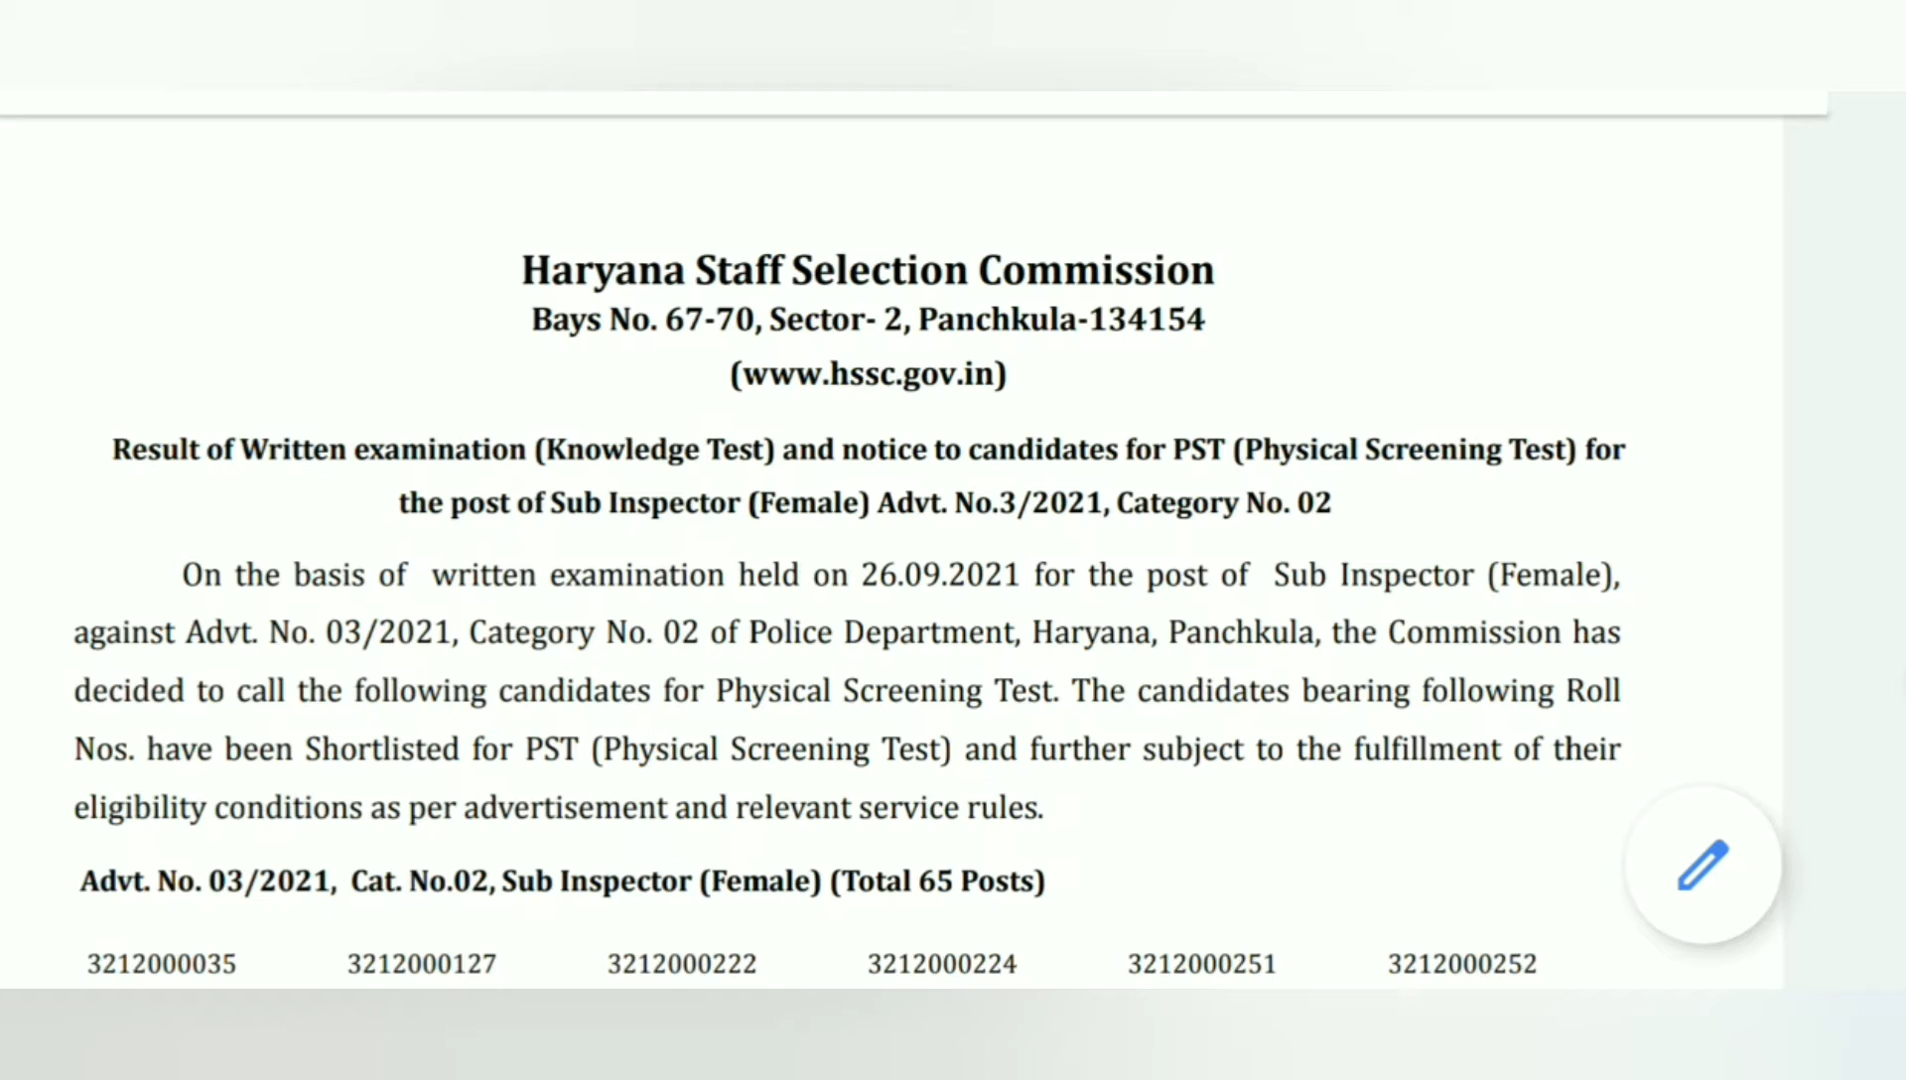 Haryana Staff Selection Commission
Bays No. 67-70, Sector- 2, Panchkula-134154
(www.hssc.gov.in)
Result of Written examination (Knowledge Test) and notice to candidates for PST (Physical Screening Test) for
the post of Sub Inspector (Female) Advt. No.3/2021, Category No. 02
On the basis of written examination held on 26.09.2021 for the post of Sub Inspector (Female),
against Advt. No. 03/2021, Category No. 02 of Police Department, Haryana, Panchkula, the Commission has
decided to call the following candidates for Physical Screening Test. The candidates bearing following Roll
Nos. have been Shortlisted for PST (Physical Screening Test) and further subject to the fulfillment of their
eligibility conditions as per advertisement and relevant service rules.
Advt. No. 03/2021, Cat. No.02, Sub Inspector (Female) (Total 65 Posts)
3212000035 3212000127 3212000222 3212000224 3212000251 3212000252